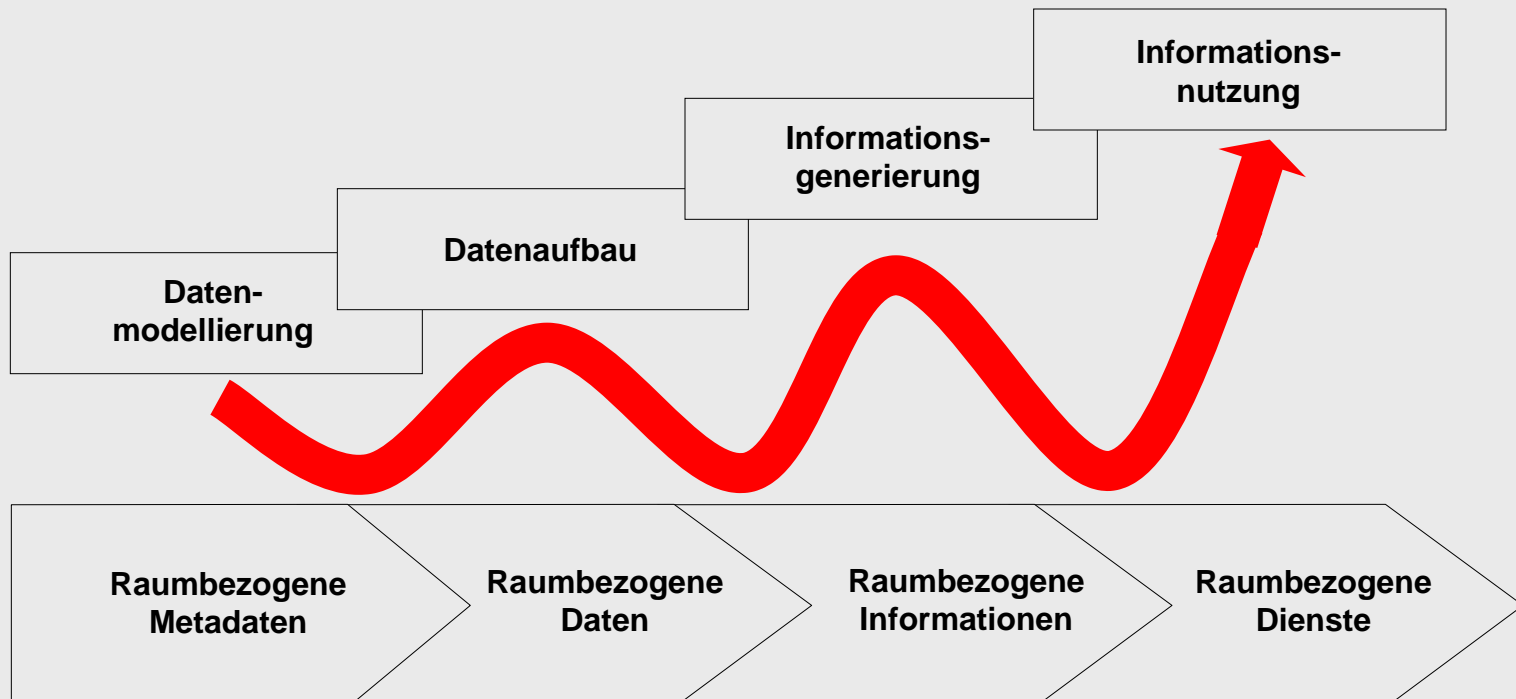 Informations-
nutzung
Informations-
generierung
Datenaufbau
Daten-
modellierung
Raumbezogene
Metadaten
Raumbezogene
Daten
Raumbezogene
Informationen
Raumbezogene
Dienste